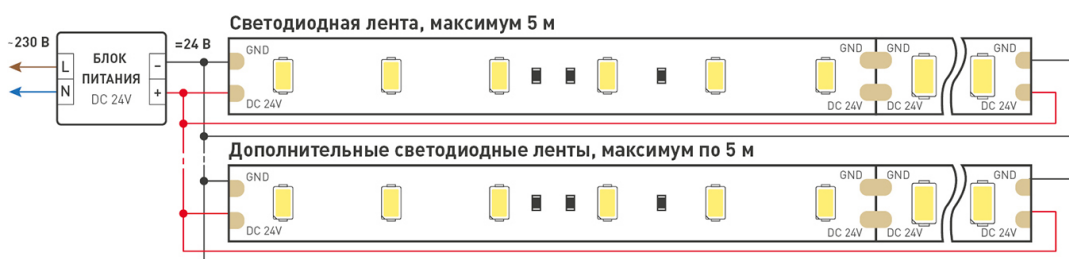 Светодиодная лента, максимум 5 м
~230 В
=24 В
БЛОК
ПИТАНИЯ
DC 24V
L
N
–
+
GND
GND
GND
GND
DC 24V
DC 24V
DC 24V
DC 24V
Дополнительные светодиодные ленты, максимум по 5 м
GND
GND
GND
GND
DC 24V
DC 24V
DC 24V
DC 24V